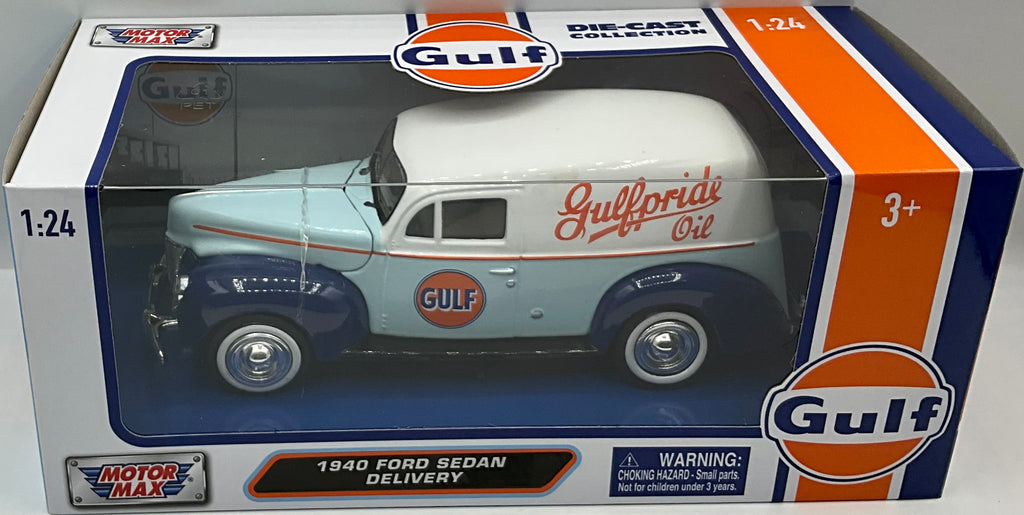 MOTOR
MAX
Gulf
DIE-CAST
COLLECTION
1:24
Gulf
1:24
3+
Gulfpride
Oil
GULF
Gulf
MOTOR
MAX
1940 FORD SEDAN
DELIVERY
WARNING:
CHOKING HAZARD - Small parts.
Not for children under 3 years.